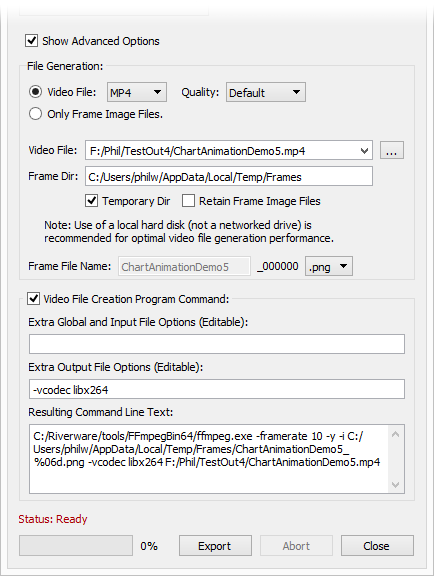 Show Advanced Options
File Generation:
Video File: MP4 Quality: Default
Only Frame Image Files.
Video File: F:/Phil/TestOut4/ChartAnimationDemo5.mp4 ...
Frame Dir: C:/Users/philw/AppData/Local/Temp/Frames
Temporary Dir Retain Frame Image Files
Note: Use of a local hard disk (not a networked drive) is
recommended for optimal video file generation performance.
Frame File Name: ChartAnimationDemo5 _000000 .png
Video File Creation Program Command:
Extra Global and Input File Options (Editable):
Extra Output File Options (Editable):
-vcodec libx264
Resulting Command Line Text:
C:/Riverware/tools/FFmpegBin64/ffmpeg.exe -framerate 10 -y -i C:/
Users/philw/AppData/Local/Temp/Frames/ChartAnimationDemo5_
%06d.png -vcodec libx264 F:/Phil/TestOut4/ChartAnimationDemo5.mp4
Status: Ready
0% Export Abort Close